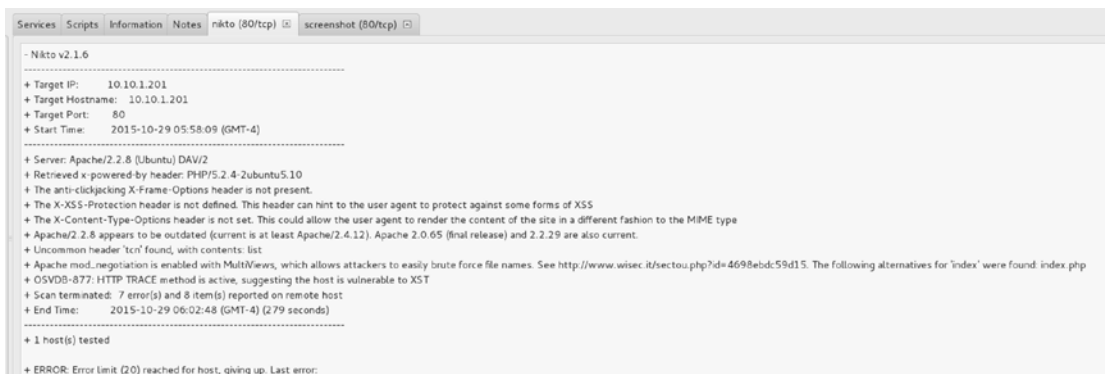 Services Scripts Information Notes nikto (80/tcp) screenshot (80/tcp)
- Nikto v2.1.6
---------------------------------------------------------------------------
+ Target IP: 10.10.1.201
+ Target Hostname: 10.10.1.201
+ Target Port: 80
+ Start Time: 2015-10-29 05:58:09 (GMT-4)
---------------------------------------------------------------------------
+ Server: Apache/2.2.8 (Ubuntu) DAV/2
+ Retrieved x-powered-by header: PHP/5.2.4-2ubuntu5.10
+ The anti-clickjacking X-Frame-Options header is not present.
+ The X-XSS-Protection header is not defined. This header can hint to the user agent to protect against some forms of XSS
+ The X-Content-Type-Options header is not set. This could allow the user agent to render the content of the site in a different fashion to the MIME type
+ Apache/2.2.8 appears to be outdated (current is at least Apache/2.4.12). Apache 2.0.65 (final release) and 2.2.29 are also current.
+ Uncommon header 'tcn' found, with contents: list
+ Apache mod_negotiation is enabled with MultiViews, which allows attackers to easily brute force file names. See http://www.wisec.it/sectou.php?id=4698ebdc59d15. The following alternatives for 'index' were found: index.php
+ OSVDB-877: HTTP TRACE method is active, suggesting the host is vulnerable to XST
+ Scan terminated: 7 error(s) and 8 item(s) reported on remote host
+ End Time: 2015-10-29 06:02:48 (GMT-4) (279 seconds)
---------------------------------------------------------------------------
+ 1 host(s) tested
+ ERROR: Error limit (20) reached for host, giving up. Last error: